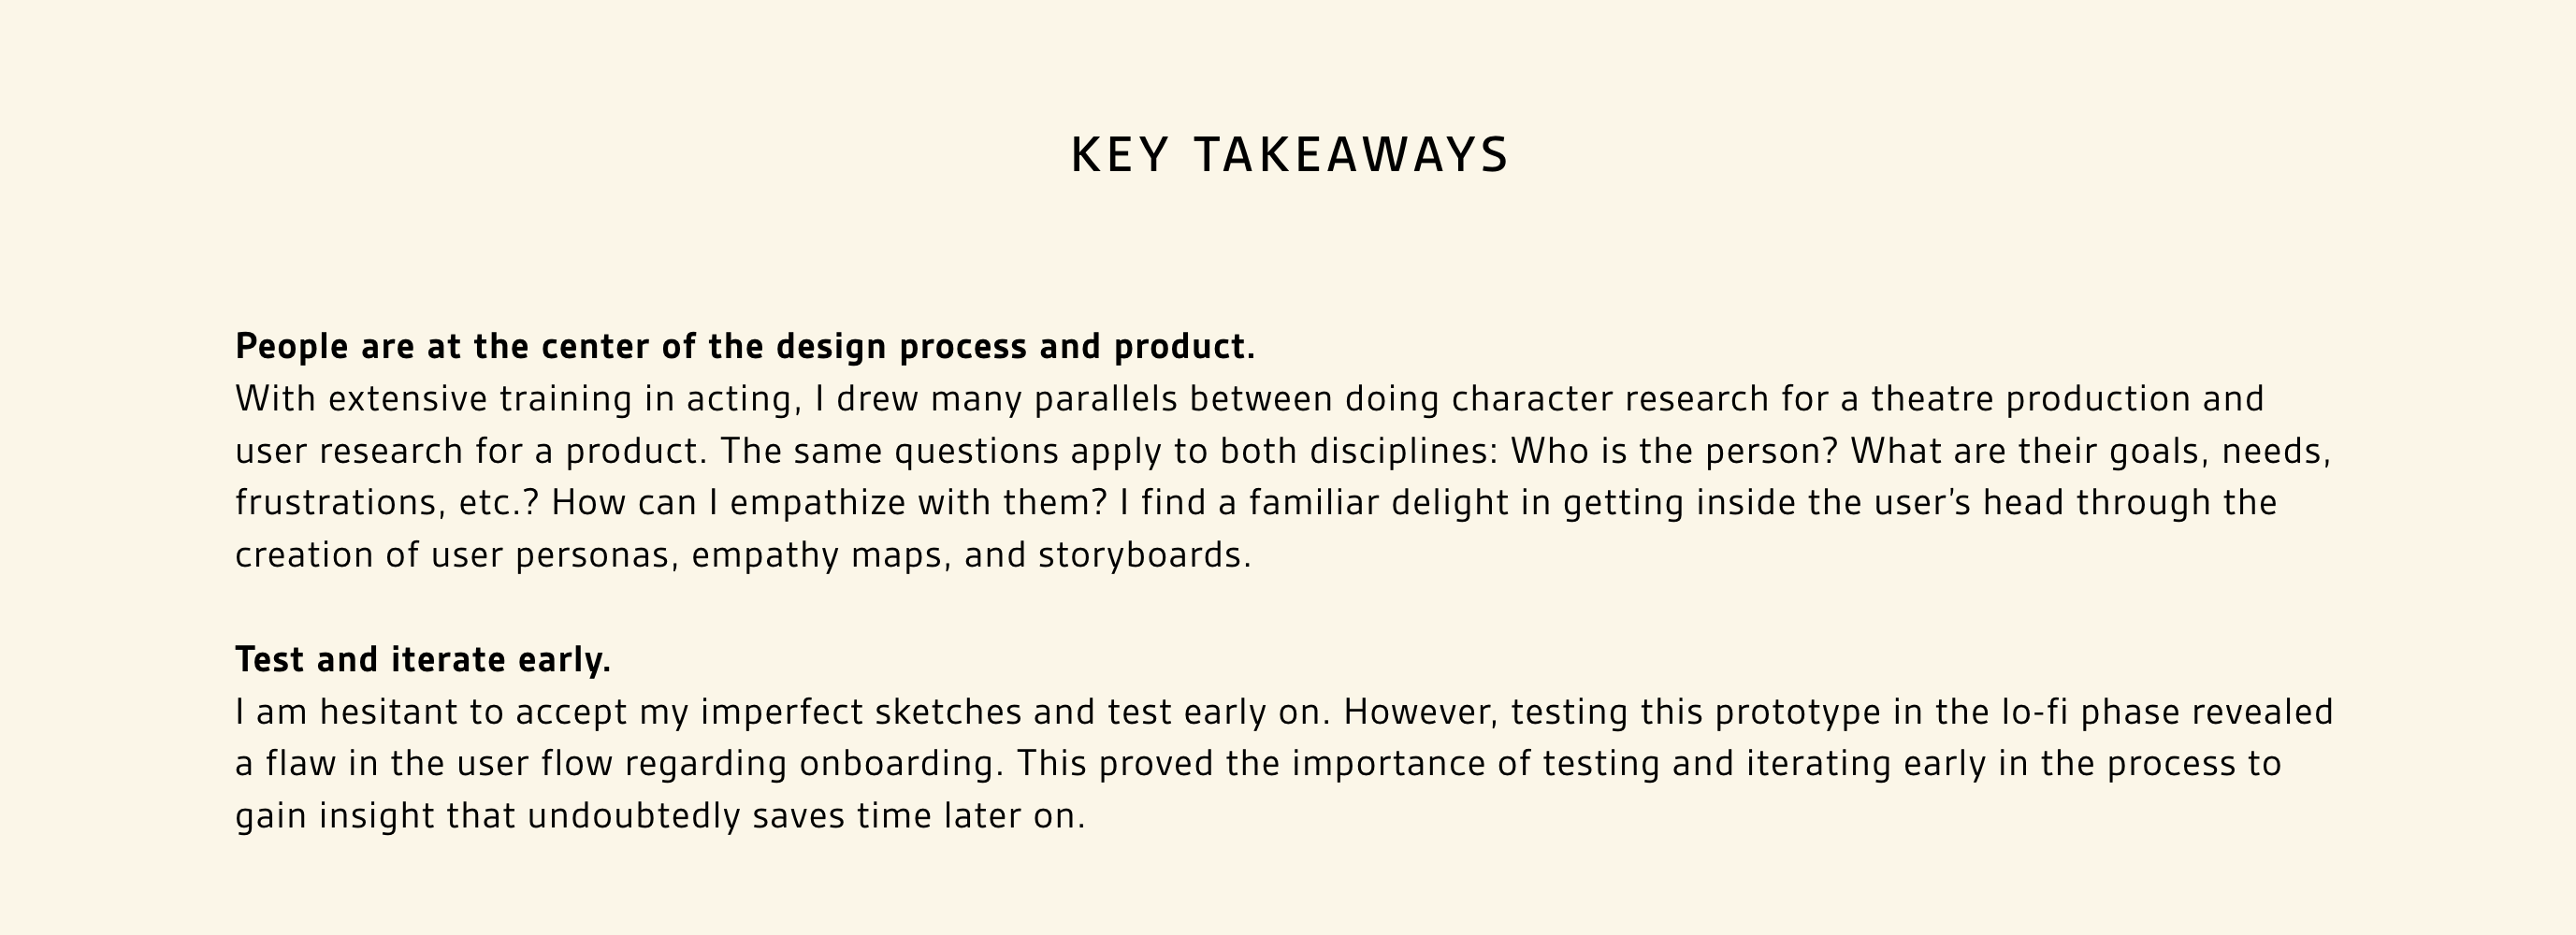 KEY TAKEAWAYS
People are at the center of the design process and product.
With extensive training in acting, I drew many parallels between doing character research for a theatre production and
user research for a product. The same questions apply to both disciplines: Who is the person? What are their goals, needs,
frustrations, etc.? How can I empathize with them? I find a familiar delight in getting inside the user’s head through the
creation of user personas, empathy maps, and storyboards.
Test and iterate early.
I am hesitant to accept my imperfect sketches and test early on. However, testing this prototype in the lo-fi phase revealed
a flaw in the user flow regarding onboarding. This proved the importance of testing and iterating early in the process to
gain insight that undoubtedly saves time later on.